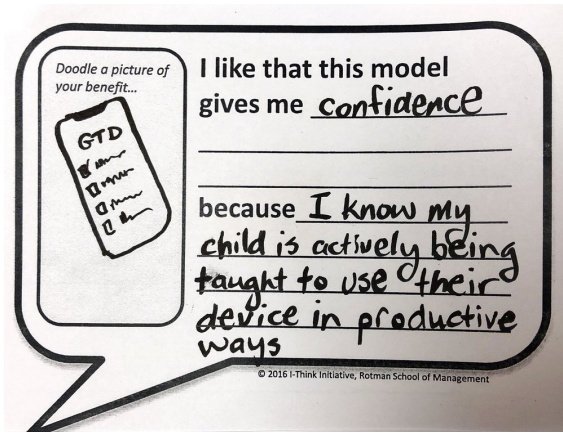 Doodle a picture of
your benefit...
GTD
I like that this model
gives me confidence
because I know my
child is actively being
taught to use their
device in productive
ways
© 2016 I-Think Initiative, Rotman School of Management